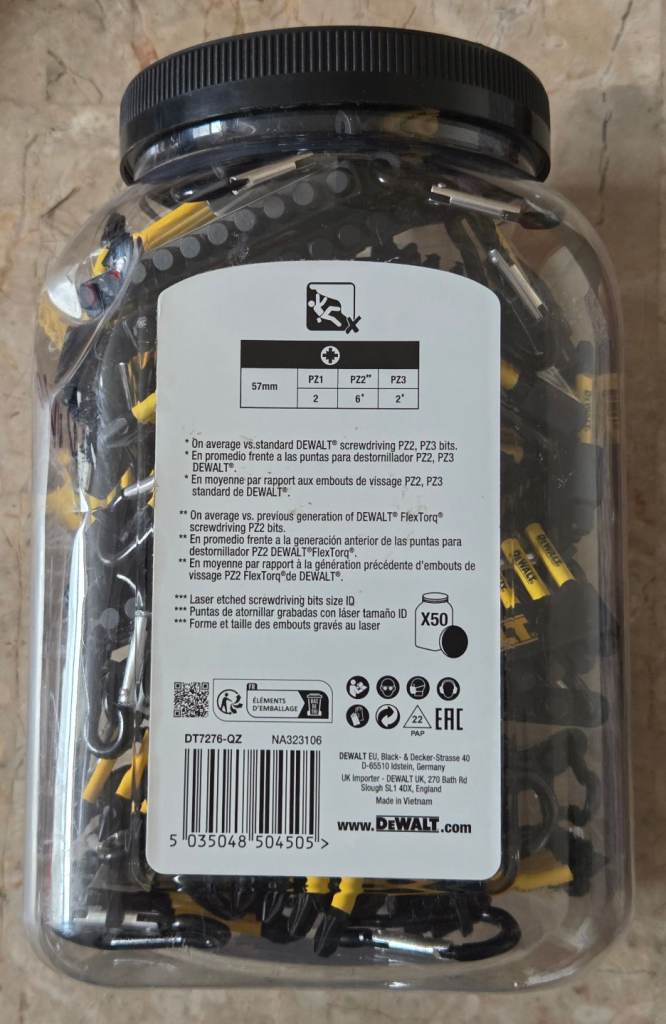 PZ1 PZ2** PZ3
57mm
2 6* 2*
* On average vs.standard DEWALT® screwdriving PZ2, PZ3 bits.
* En promedio frente a las puntas para destornillador PZ2, PZ3
DEWALT®.
* En moyenne par rapport aux embouts de vissage PZ2, PZ3
standard de DEWALT®.
** On average vs. previous generation of DEWALT® FlexTorq®
screwdriving PZ2 bits.
** En promedio frente a la generación anterior de las puntas para
destornillador PZ2 DEWALT®FlexTorq®.
** En moyenne par rapport à la génération précédente d'embouts de
vissage PZ2 FlexTorq®de DEWALT®.
*** Laser etched screwdriving bits size ID
*** Puntas de atornillar grabadas con láser tamaño ID
*** Forme et taille des embouts gravés au laser
X50
FR
ÉLÉMENTS
D'EMBALLAGE
22
PAP
EAC
DT7276-QZ NA323106
5 035048 504505 >
DEWALT EU, Black- & Decker-Strasse 40
D-65510 Idstein, Germany
UK Importer - DEWALT UK, 270 Bath Rd
Slough SL1 4DX, England
Made in Vietnam
www.DEWALT.com
DEWALT
DEWALT